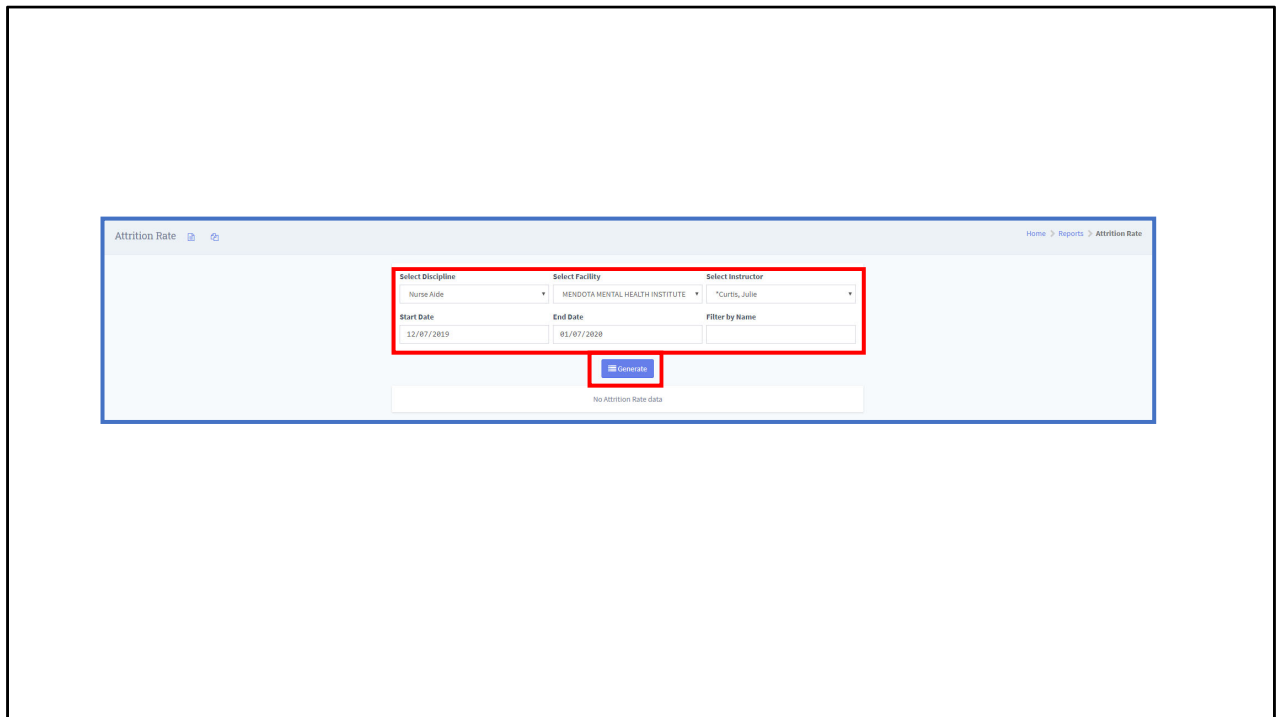 Attrition Rate
Home > Reports > Attrition Rate
Select Discipline Select Facility Select Instructor
Nurse Aide MENDOTA MENTAL HEALTH INSTITUTE *Curtis, Julie
Start Date End Date Filter by Name
12/07/2019 01/07/2020
Generate
No Attrition Rate data